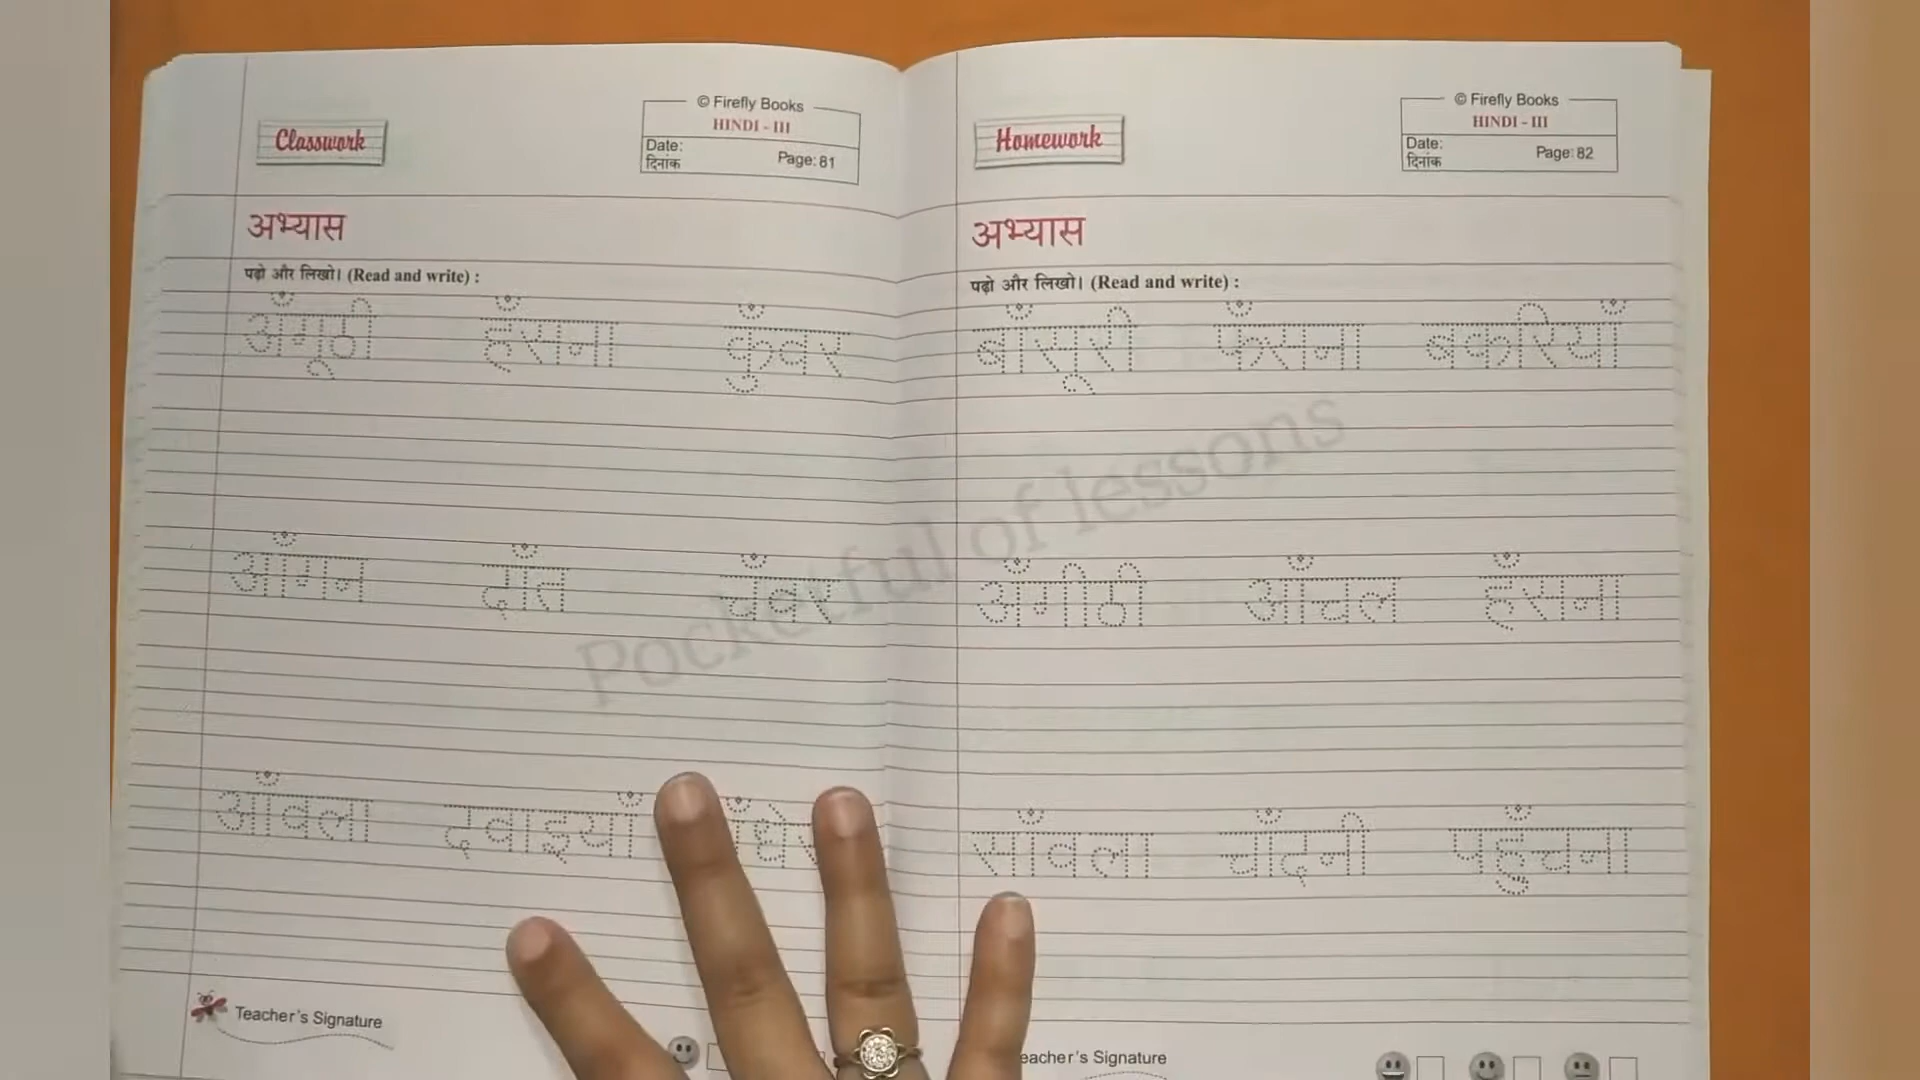 Classwork
© Firefly Books
HINDI - III
Date:
दिनांक
Page: 81
अभ्यास
पढ़ो और लिखो। (Read and write) :
अँगूठी हँसना कुँवर
आँगन दाँत चँवर
आँवला दवाइयाँ
Teacher's Signature
Homework
© Firefly Books
HINDI - III
Date:
दिनांक
Page: 82
अभ्यास
पढ़ो और लिखो। (Read and write) :
बाँसूरी फँसना बकरियाँ
अँगीठी आँचल हँसना
साँवला चाँदनी पहुँचना
eacher's Signature
Pocketful of lessons